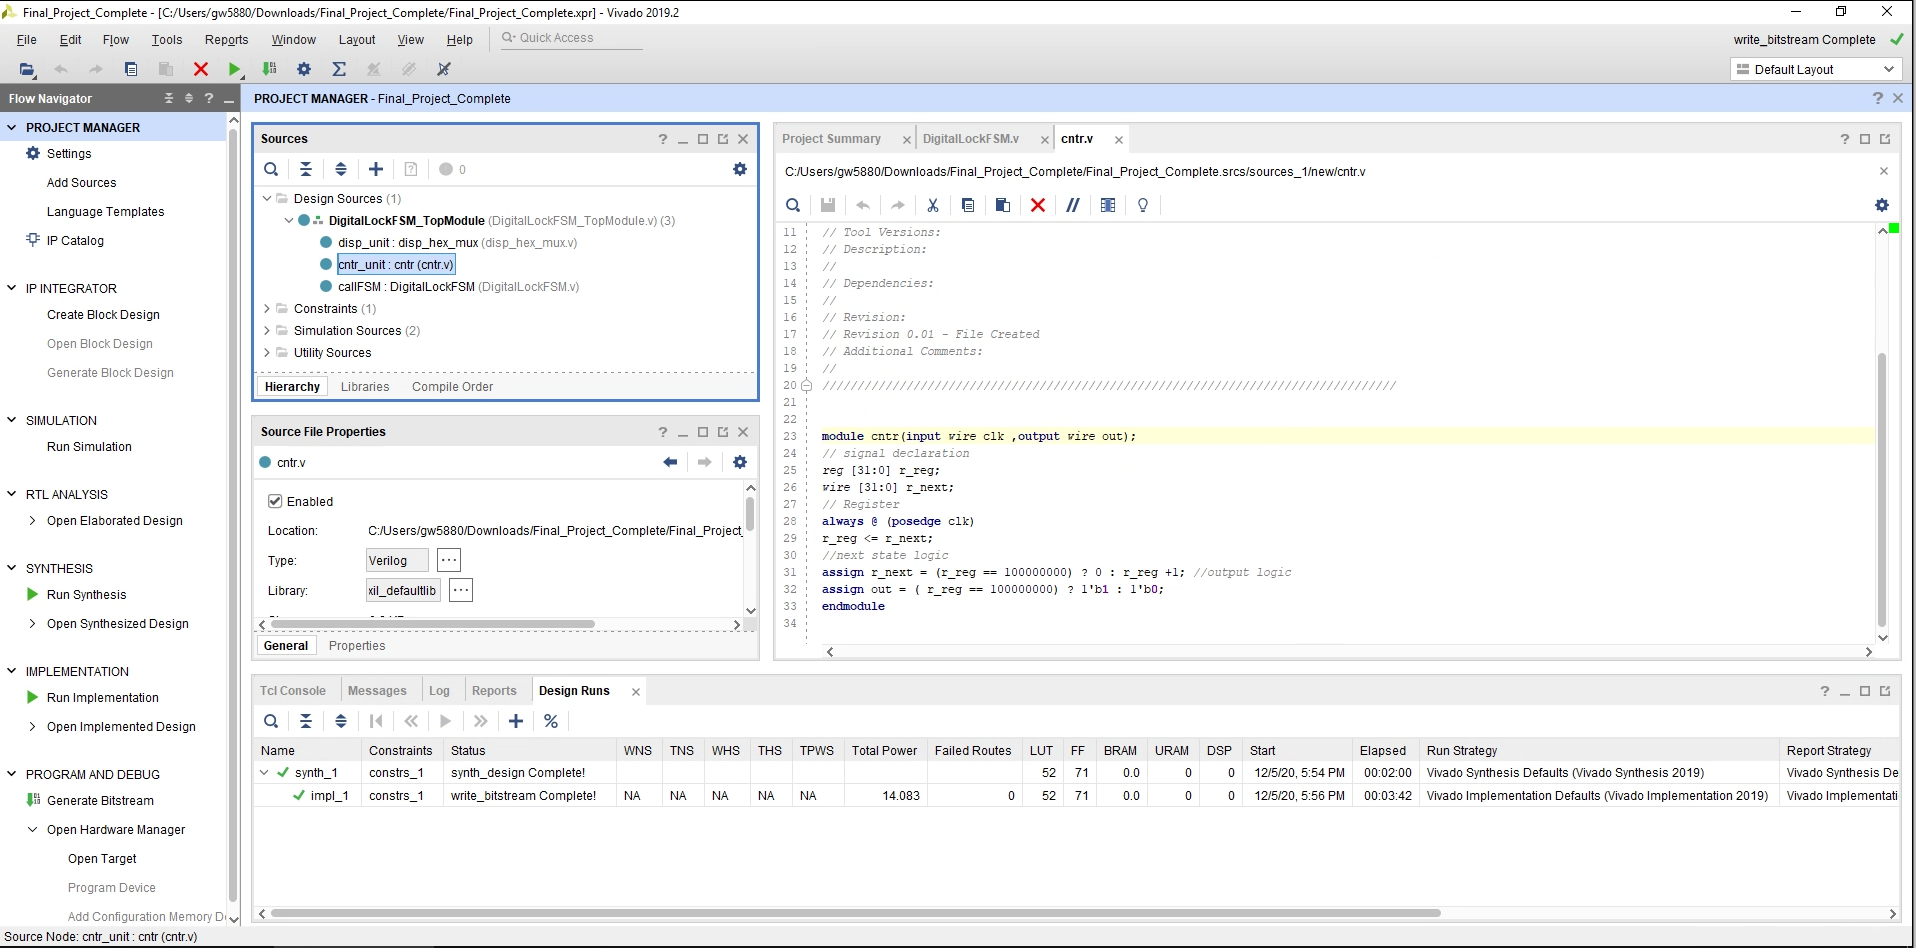 Final_Project_Complete - [C:/Users/gw5880/Downloads/Final_Project_Complete/Final_Project_Complete.xpr] - Vivado 2019.2
File Edit Flow Tools Reports Window Layout View Help Quick Access
write_bitstream Complete
Default Layout
Flow Navigator
PROJECT MANAGER
Settings
Add Sources
Language Templates
IP Catalog
IP INTEGRATOR
Create Block Design
Open Block Design
Generate Block Design
SIMULATION
Run Simulation
RTL ANALYSIS
Open Elaborated Design
SYNTHESIS
Run Synthesis
Open Synthesized Design
IMPLEMENTATION
Run Implementation
Open Implemented Design
PROGRAM AND DEBUG
Generate Bitstream
Open Hardware Manager
Open Target
Program Device
Add Configuration Memory D
PROJECT MANAGER - Final_Project_Complete
Sources
0
Design Sources (1)
DigitalLockFSM_TopModule (DigitalLockFSM_TopModule.v) (3)
disp_unit : disp_hex_mux (disp_hex_mux.v)
cntr_unit : cntr (cntr.v)
callFSM : DigitalLockFSM (DigitalLockFSM.v)
Constraints (1)
Simulation Sources (2)
Utility Sources
Hierarchy Libraries Compile Order
Source File Properties
cntr.v
Enabled
Location: C:/Users/gw5880/Downloads/Final_Project_Complete/Final_Project_
Type: Verilog ...
Library: xil_defaultlib ...
General Properties
Project Summary DigitalLockFSM.v cntr.v
C:/Users/gw5880/Downloads/Final_Project_Complete/Final_Project_Complete.srcs/sources_1/new/cntr.v
11 // Tool Versions:
12 // Description:
13 //
14 // Dependencies:
15 //
16 // Revision:
17 // Revision 0.01 - File Created
18 // Additional Comments:
19 //
20 //////////////////////////////////////////////////////////////////////////////////
21
22
23 module cntr(input wire clk ,output wire out);
24 // signal declaration
25 reg [31:0] r_reg;
26 wire [31:0] r_next;
27 // Register
28 always @ (posedge clk)
29 r_reg <= r_next;
30 //next state logic
31 assign r_next = (r_reg == 100000000) ? 0 : r_reg +1; //output logic
32 assign out = ( r_reg == 100000000) ? 1'b1 : 1'b0;
33 endmodule
34
Tcl Console Messages Log Reports Design Runs
Name Constraints Status WNS TNS WHS THS TPWS Total Power Failed Routes LUT FF BRAM URAM DSP Start Elapsed Run Strategy Report Strategy
synth_1 constrs_1 synth_design Complete! 52 71 0.0 0 0 12/5/20, 5:54 PM 00:02:00 Vivado Synthesis Defaults (Vivado Synthesis 2019) Vivado Synthesis De
impl_1 constrs_1 write_bitstream Complete! NA NA NA NA NA 14.083 0 52 71 0.0 0 0 12/5/20, 5:56 PM 00:03:42 Vivado Implementation Defaults (Vivado Implementation 2019) Vivado Implementati
Source Node: cntr_unit : cntr (cntr.v)